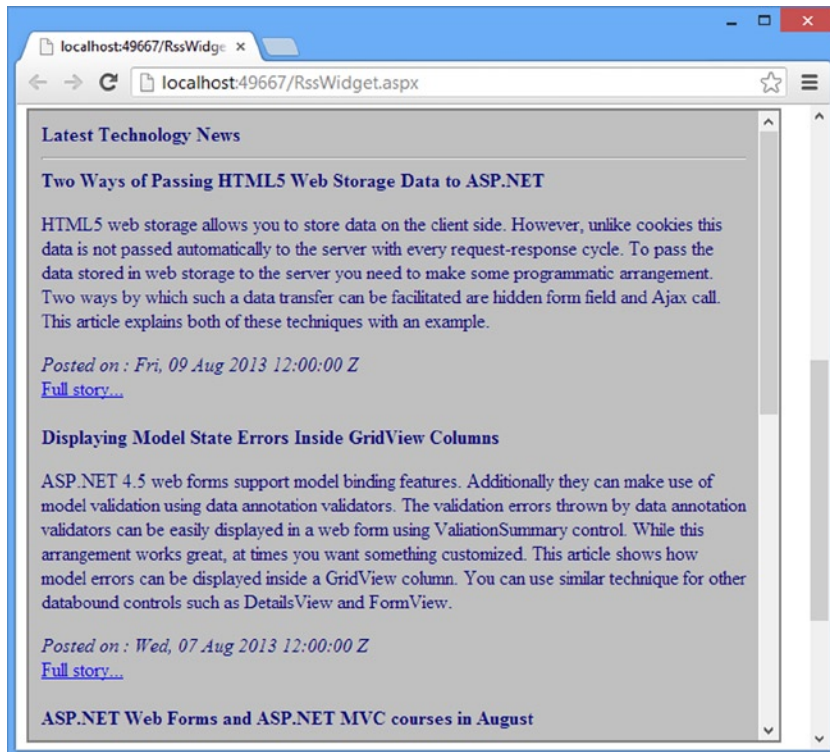 localhost:49667/RssWidge
localhost:49667/RssWidget.aspx
Latest Technology News
Two Ways of Passing HTML5 Web Storage Data to ASP.NET
HTML5 web storage allows you to store data on the client side. However, unlike cookies this
data is not passed automatically to the server with every request-response cycle. To pass the
data stored in web storage to the server you need to make some programmatic arrangement.
Two ways by which such a data transfer can be facilitated are hidden form field and Ajax call.
This article explains both of these techniques with an example.
Posted on : Fri, 09 Aug 2013 12:00:00 Z
Full story...
Displaying Model State Errors Inside GridView Columns
ASP.NET 4.5 web forms support model binding features. Additionally they can make use of
model validation using data annotation validators. The validation errors thrown by data annotation
validators can be easily displayed in a web form using ValiationSummary control. While this
arrangement works great, at times you want something customized. This article shows how
model errors can be displayed inside a GridView column. You can use similar technique for other
databound controls such as DetailsView and FormView.
Posted on : Wed, 07 Aug 2013 12:00:00 Z
Full story...
ASP.NET Web Forms and ASP.NET MVC courses in August